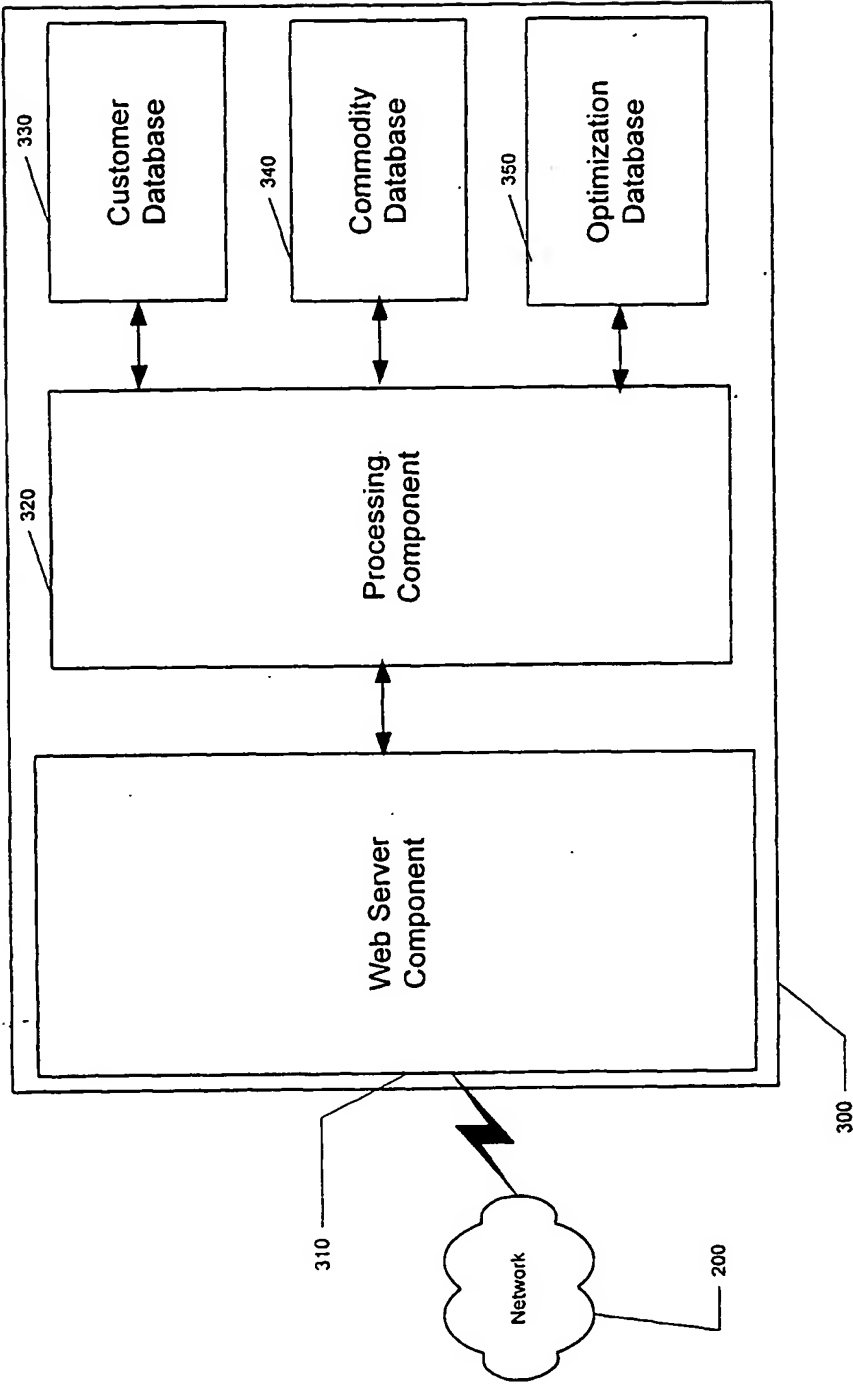 330
Customer
Database
340
Commodity
Database
350
Optimization
Database
320
Processing
Component
Web Server
Component
310
300
Network
200